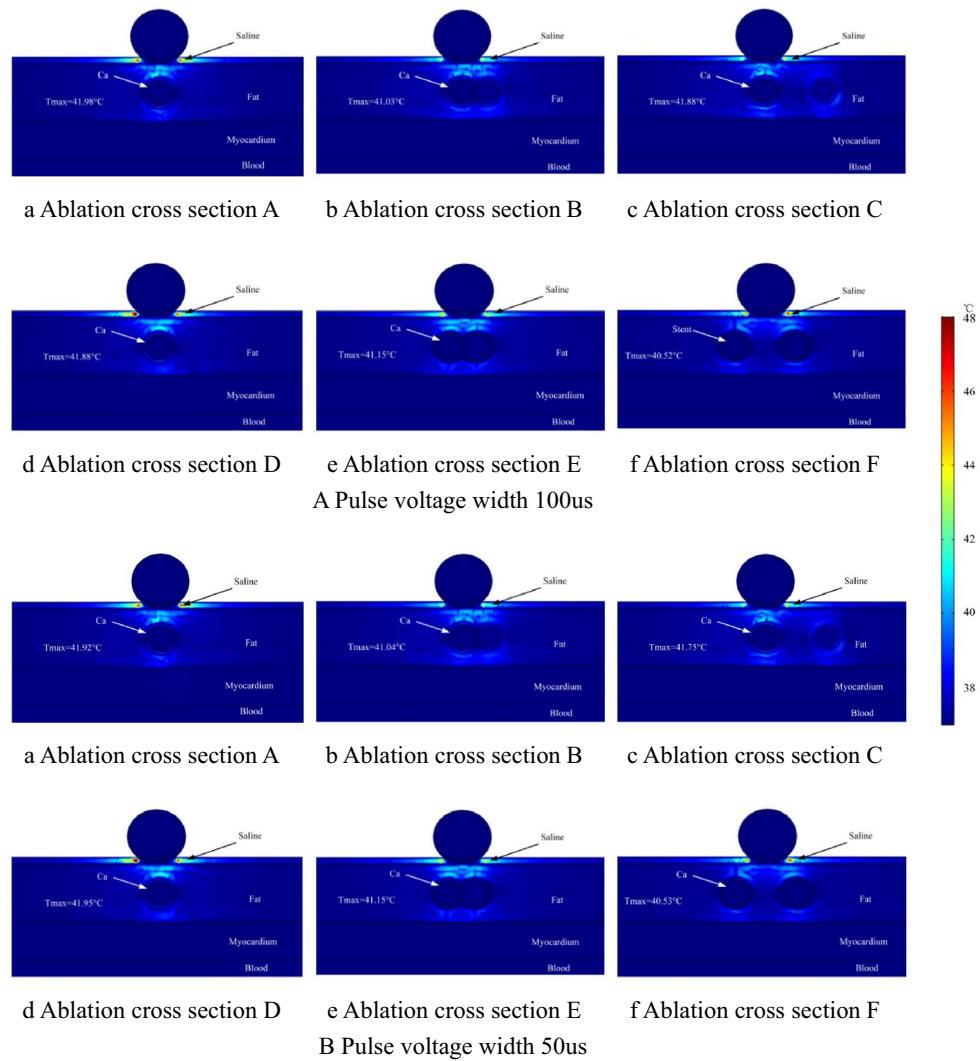 Saline
Ca
Tmax=41.98°C
Fat
Myocardium
Blood
a Ablation cross section A
Saline
Ca
Tmax=41.03°C
Fat
Myocardium
Blood
b Ablation cross section B
Saline
Ca
Tmax=41.88°C
Fat
Myocardium
Blood
c Ablation cross section C
Saline
Ca
Tmax=41.88°C
Fat
Myocardium
Blood
d Ablation cross section D
Saline
Ca
Tmax=41.15°C
Fat
Myocardium
Blood
e Ablation cross section E
Saline
Stent
Tmax=40.52°C
Fat
Myocardium
Blood
f Ablation cross section F
A Pulse voltage width 100us
°C
48
46
44
42
40
38
Saline
Ca
Tmax=41.92°C
Fat
Myocardium
Blood
a Ablation cross section A
Saline
Ca
Tmax=41.04°C
Fat
Myocardium
Blood
b Ablation cross section B
Saline
Ca
Tmax=41.75°C
Fat
Myocardium
Blood
c Ablation cross section C
Saline
Ca
Tmax=41.95°C
Fat
Myocardium
Blood
d Ablation cross section D
Saline
Ca
Tmax=41.15°C
Fat
Myocardium
Blood
e Ablation cross section E
Saline
Ca
Tmax=40.53°C
Fat
Myocardium
Blood
f Ablation cross section F
B Pulse voltage width 50us